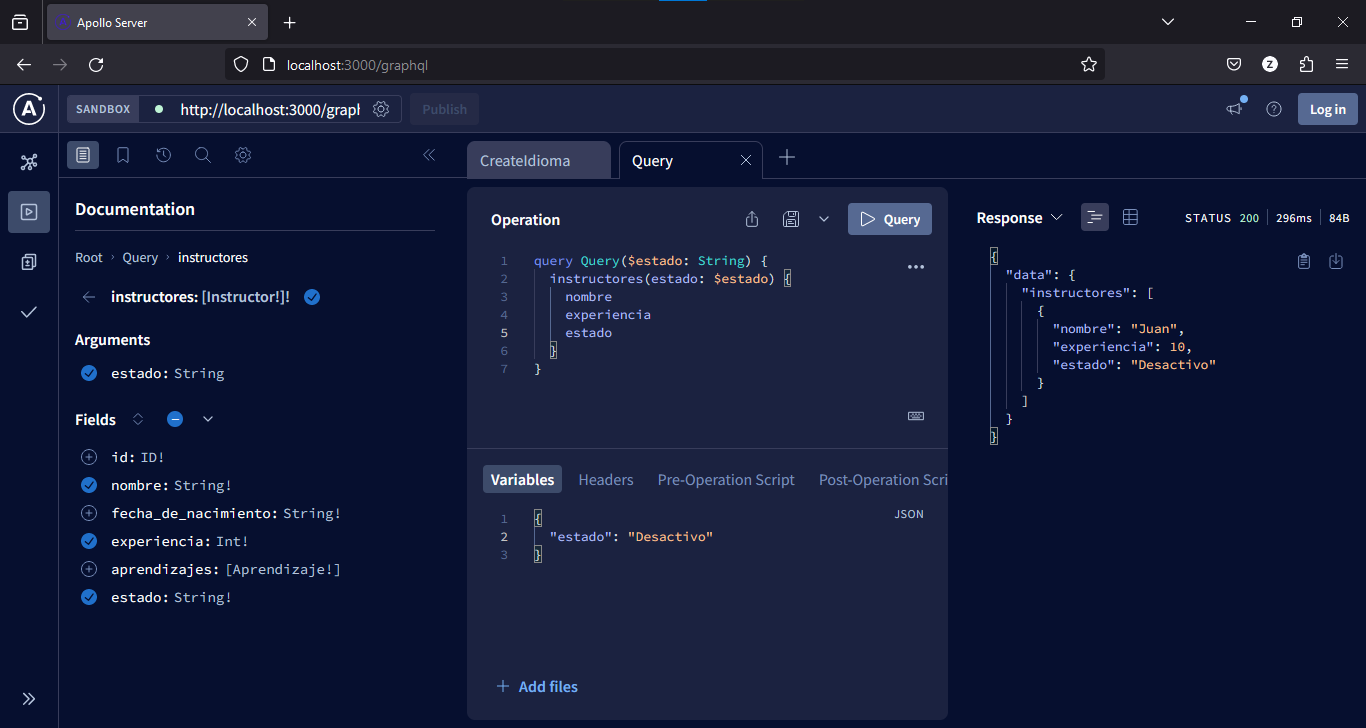 Apollo Server
localhost:3000/graphql
SANDBOX
http://localhost:3000/graph
Publish
Log in
Documentation
Root › Query › instructores
instructores: [Instructor!]!
Arguments
estado: String
Fields
id: ID!
nombre: String!
fecha_de_nacimiento: String!
experiencia: Int!
aprendizajes: [Aprendizaje!]
estado: String!
CreateIdioma
Query
Operation
Query
1 query Query($estado: String) {
2 instructores(estado: $estado) {
3 nombre
4 experiencia
5 estado
6 }
7 }
Variables Headers Pre-Operation Script Post-Operation Scri
JSON
1 {
2 "estado": "Desactivo"
3 }
+ Add files
Response
STATUS 200 296ms 84B
{
"data": {
"instructores": [
{
"nombre": "Juan",
"experiencia": 10,
"estado": "Desactivo"
}
]
}
}
Z